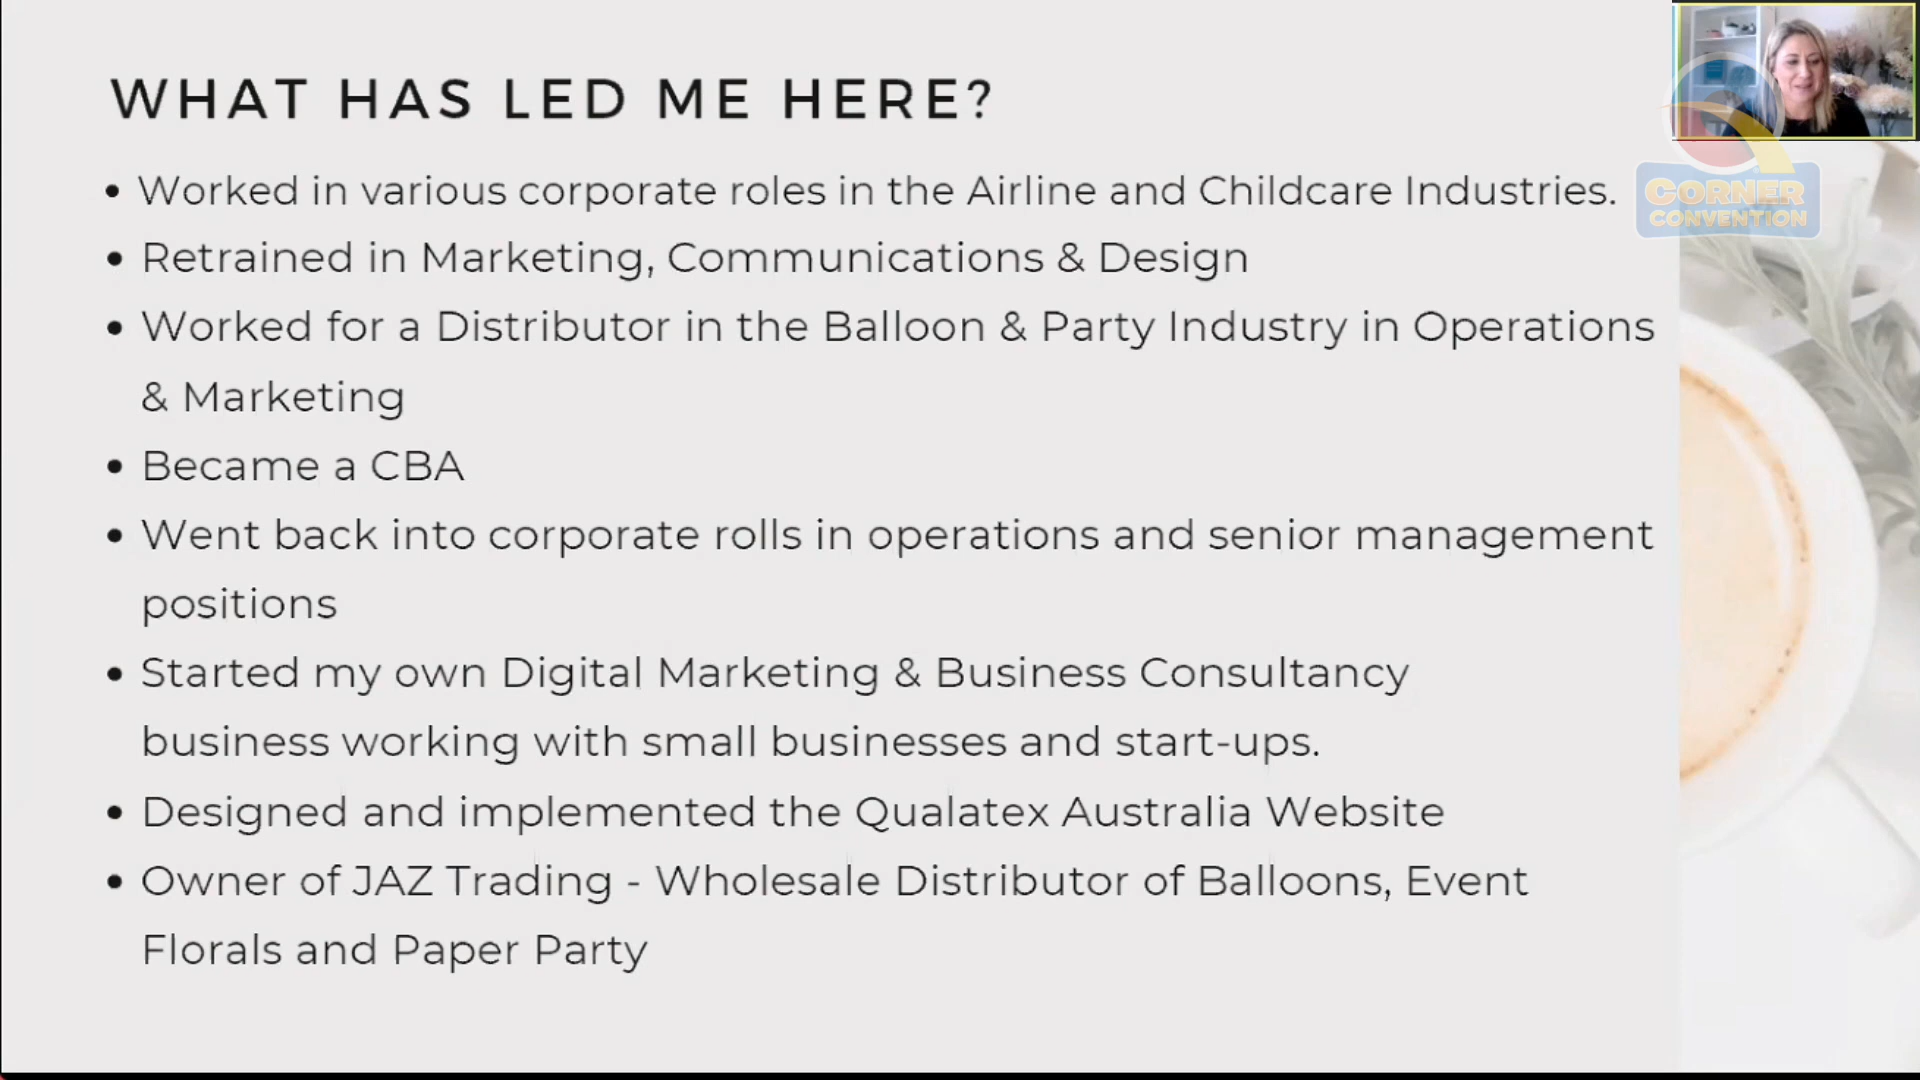 WHAT HAS LED ME HERE?
• Worked in various corporate roles in the Airline and Childcare Industries.
• Retrained in Marketing, Communications & Design
• Worked for a Distributor in the Balloon & Party Industry in Operations
& Marketing
• Became a CBA
• Went back into corporate rolls in operations and senior management
positions
• Started my own Digital Marketing & Business Consultancy
business working with small businesses and start-ups.
• Designed and implemented the Qualatex Australia Website
• Owner of JAZ Trading - Wholesale Distributor of Balloons, Event
Florals and Paper Party
CORNER
CONVENTION